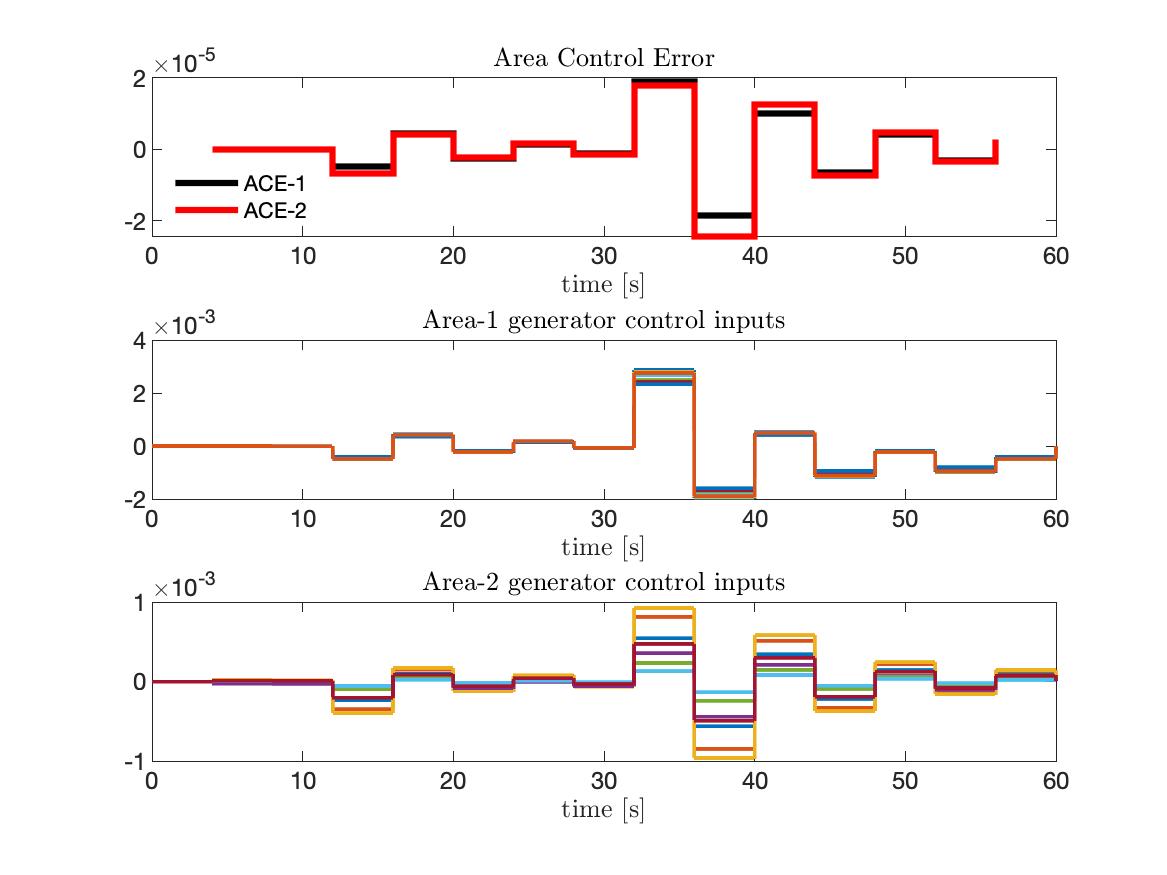 Area Control Error
×10-5
2
0
-2
ACE-1
ACE-2
0 10 20 30 40 50 60
time [s]
Area-1 generator control inputs
×10-3
4
2
0
-2
0 10 20 30 40 50 60
time [s]
Area-2 generator control inputs
×10-3
1
0
-1
0 10 20 30 40 50 60
time [s]